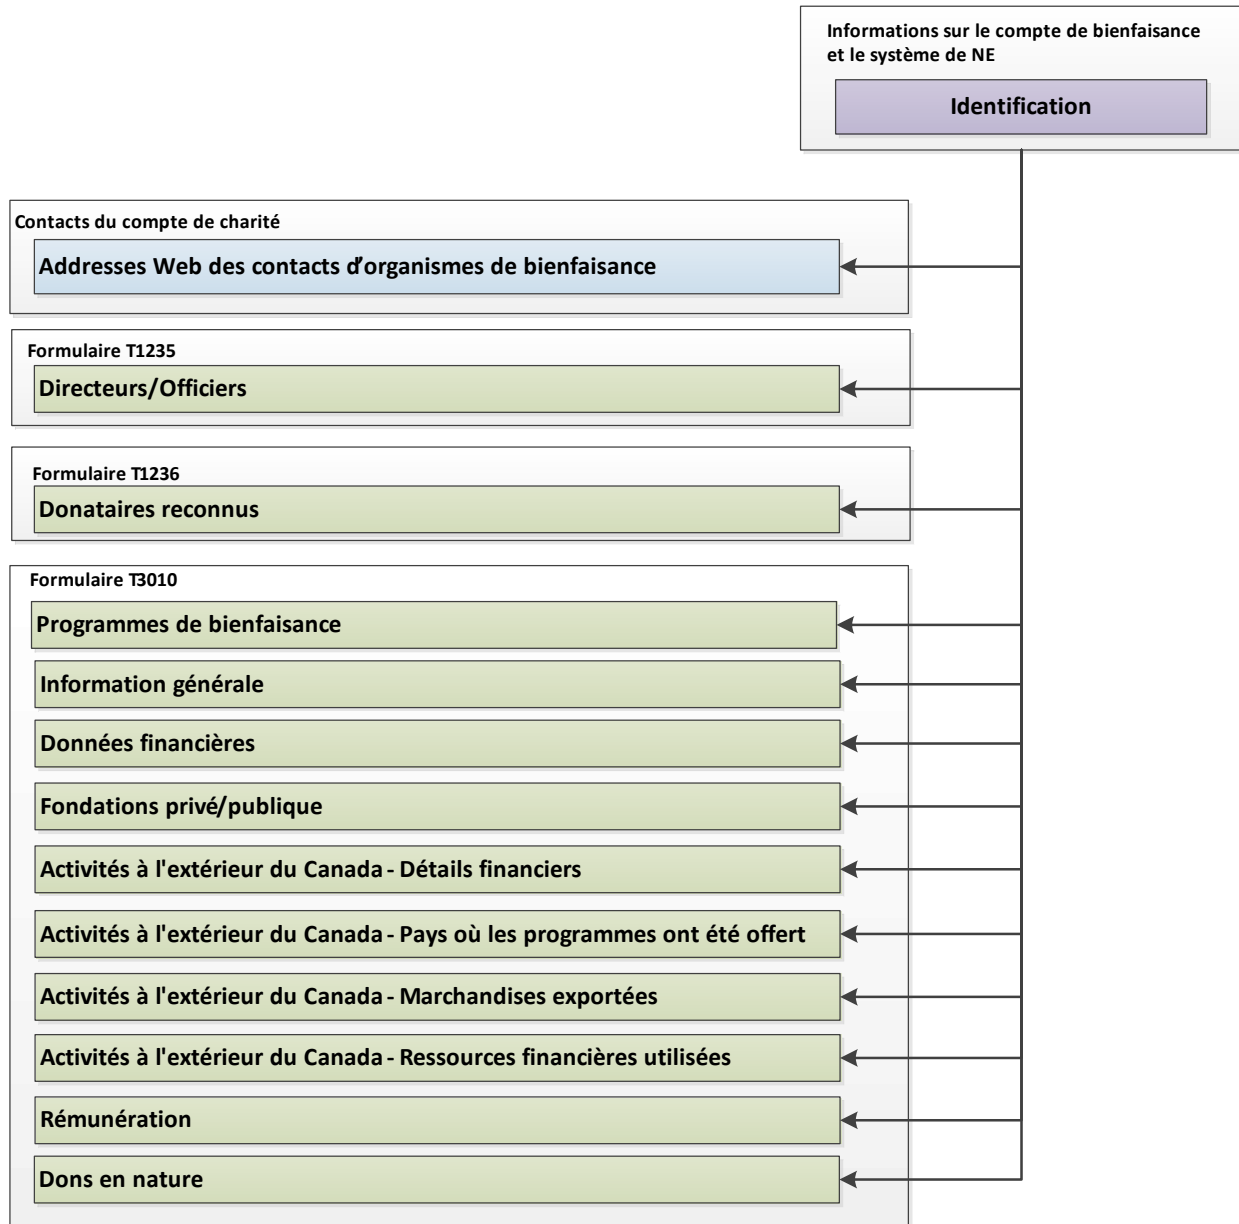 Informations sur le compte de bienfaisance
et le système de NE
Identification
Contacts du compte de charité
Addresses Web des contacts d'organismes de bienfaisance
Formulaire T1235
Directeurs/Officiers
Formulaire T1236
Donataires reconnus
Formulaire T3010
Programmes de bienfaisance
Information générale
Données financières
Fondations privé/publique
Activités à l'extérieur du Canada - Détails financiers
Activités à l'extérieur du Canada - Pays où les programmes ont été offert
Activités à l'extérieur du Canada - Marchandises exportées
Activités à l'extérieur du Canada - Ressources financières utilisées
Rémunération
Dons en nature